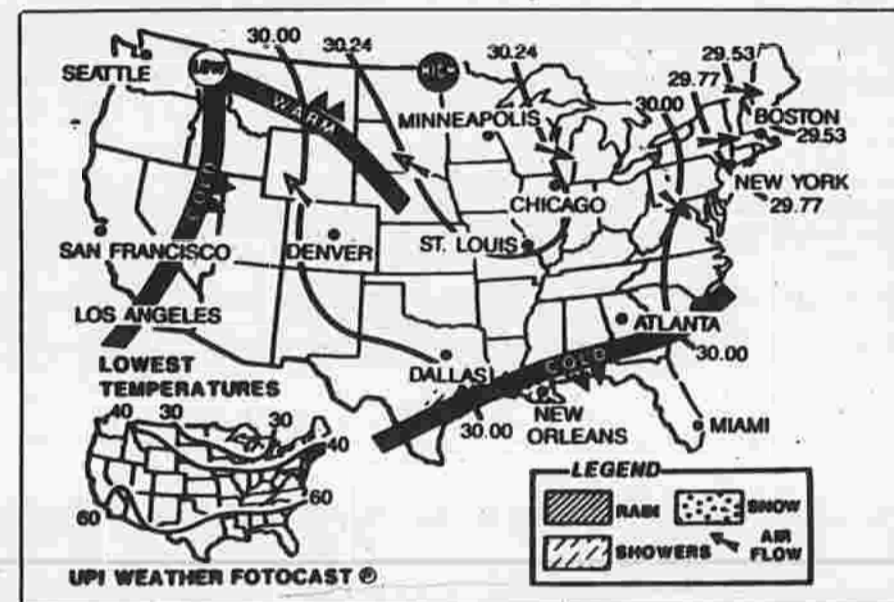 30.00
30.24
30.24
29.53
29.77
30.00
SEATTLE
LOW
HIGH
WARM
MINNEAPOLIS
BOSTON
29.53
NEW YORK
29.77
COLD
CHICAGO
SAN FRANCISCO
DENVER
ST. LOUIS
LOS ANGELES
ATLANTA
30.00
LOWEST
TEMPERATURES
DALLAS
COLD
30.00
NEW
ORLEANS
MIAMI
40
30
30
40
60
60
LEGEND
RAIN
SNOW
SHOWERS
AIR
FLOW
UPI WEATHER FOTOCAST ®